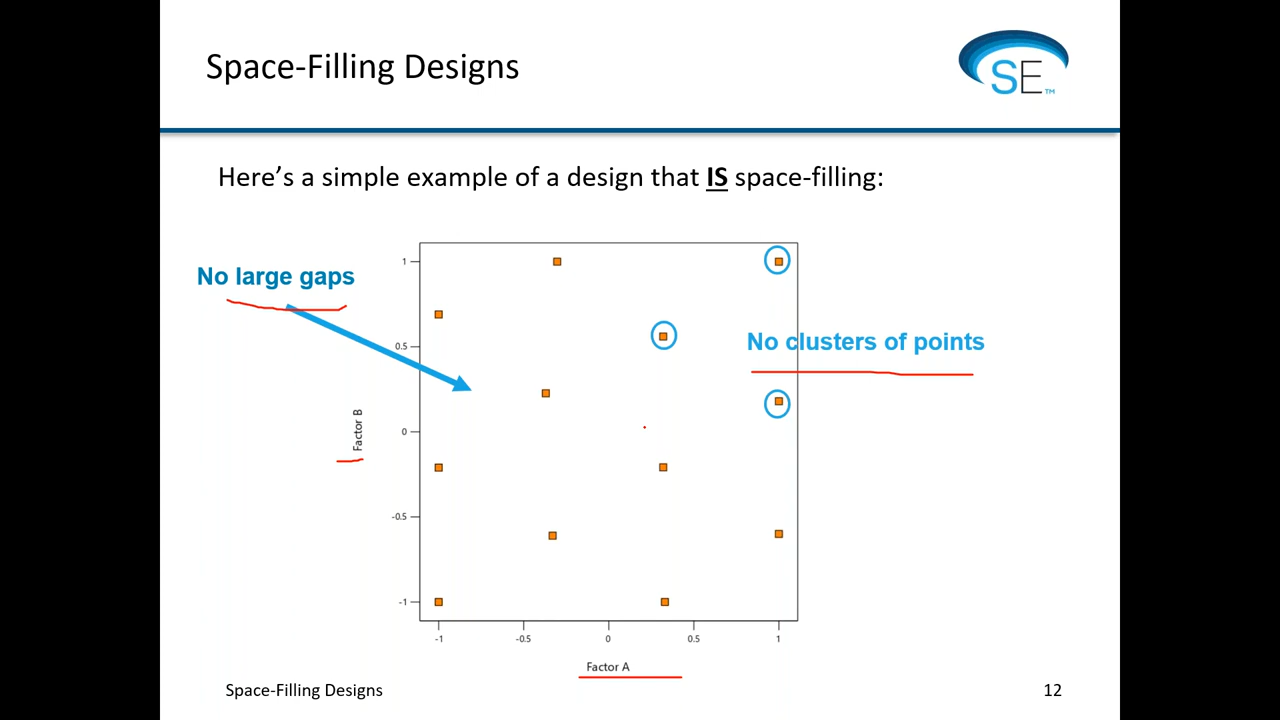 Space-Filling Designs
SE™
Here’s a simple example of a design that IS space-filling:
No large gaps
No clusters of points
1
0.5
0
-0.5
-1
Factor B
-1
-0.5
0
0.5
1
Factor A
Space-Filling Designs
12